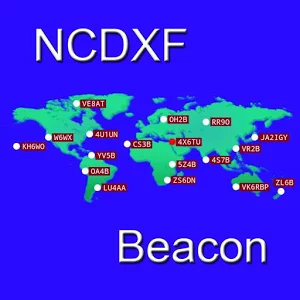 NCDXF
VE8AT
OH2B
RR9O
W6WX
4U1UN
JA2IGY
KH6WO
CS3B
4X6TU
VR2B
YV5B
5Z4B
4S7B
OA4B
ZS6DN
ZL6B
LU4AA
VK6RBP
Beacon